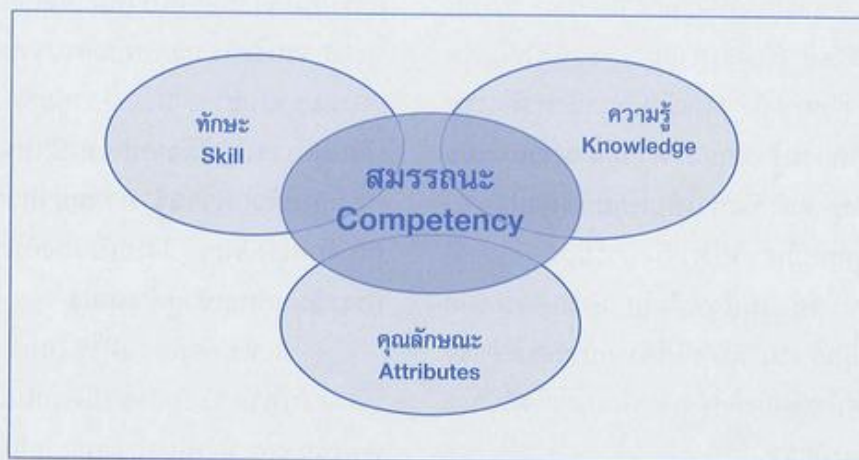 ทักษะ
Skill
ความรู้
Knowledge
สมรรถนะ
Competency
คุณลักษณะ
Attributes